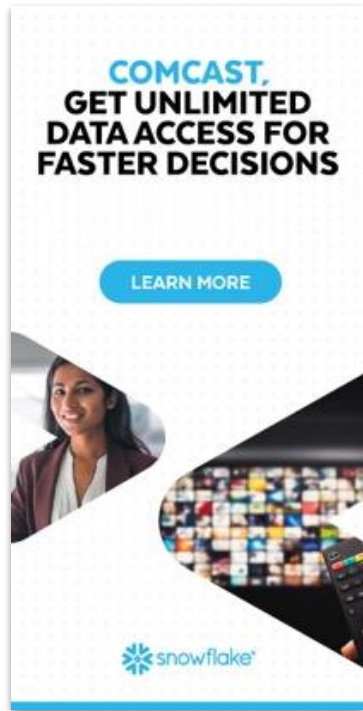 COMCAST,
GET UNLIMITED
DATA ACCESS FOR
FASTER DECISIONS
LEARN MORE
snowflake